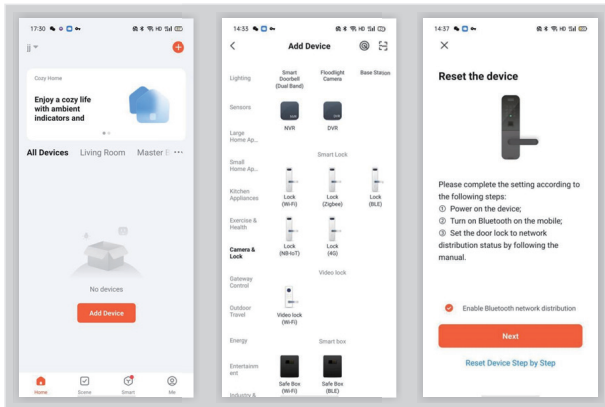 17:30
jj
Cozy Home
Enjoy a cozy life
with ambient
indicators and
All Devices Living Room Master
No devices
Add Device
Home Scene Smart Me
14:33
Add Device
Lighting
Sensors
Large
Home Ap...
Small
Home Ap...
Kitchen
Appliances
Exercise &
Health
Camera &
Lock
Gateway
Control
Outdoor
Travel
Energy
Entertainm
ent
Industry &
Smart
Doorbell
(Dual Band)
Floodlight
Camera
Base Station
NVR
DVR
Smart Lock
Lock
(Wi-Fi)
Lock
(Zigbee)
Lock
(BLE)
Lock
(NB-IoT)
Lock
(4G)
Video lock
Video lock
(Wi-Fi)
Smart box
Safe Box
(Wi-Fi)
Safe Box
(BLE)
14:37
Reset the device
Please complete the setting according to
the following steps:
① Power on the device;
② Turn on Bluetooth on the mobile;
③ Set the door lock to network
distribution status by following the
manual.
Enable Bluetooth network distribution
Next
Reset Device Step by Step